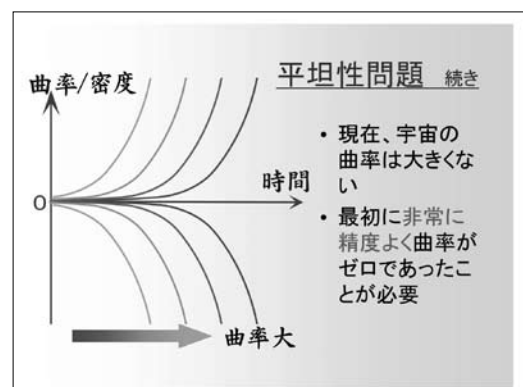 平坦性問題 続き
曲率/密度
0
時間
曲率大
• 現在、宇宙の
曲率は大きくな
い
• 最初に非常に
精度よく曲率が
ゼロであったこ
とが必要